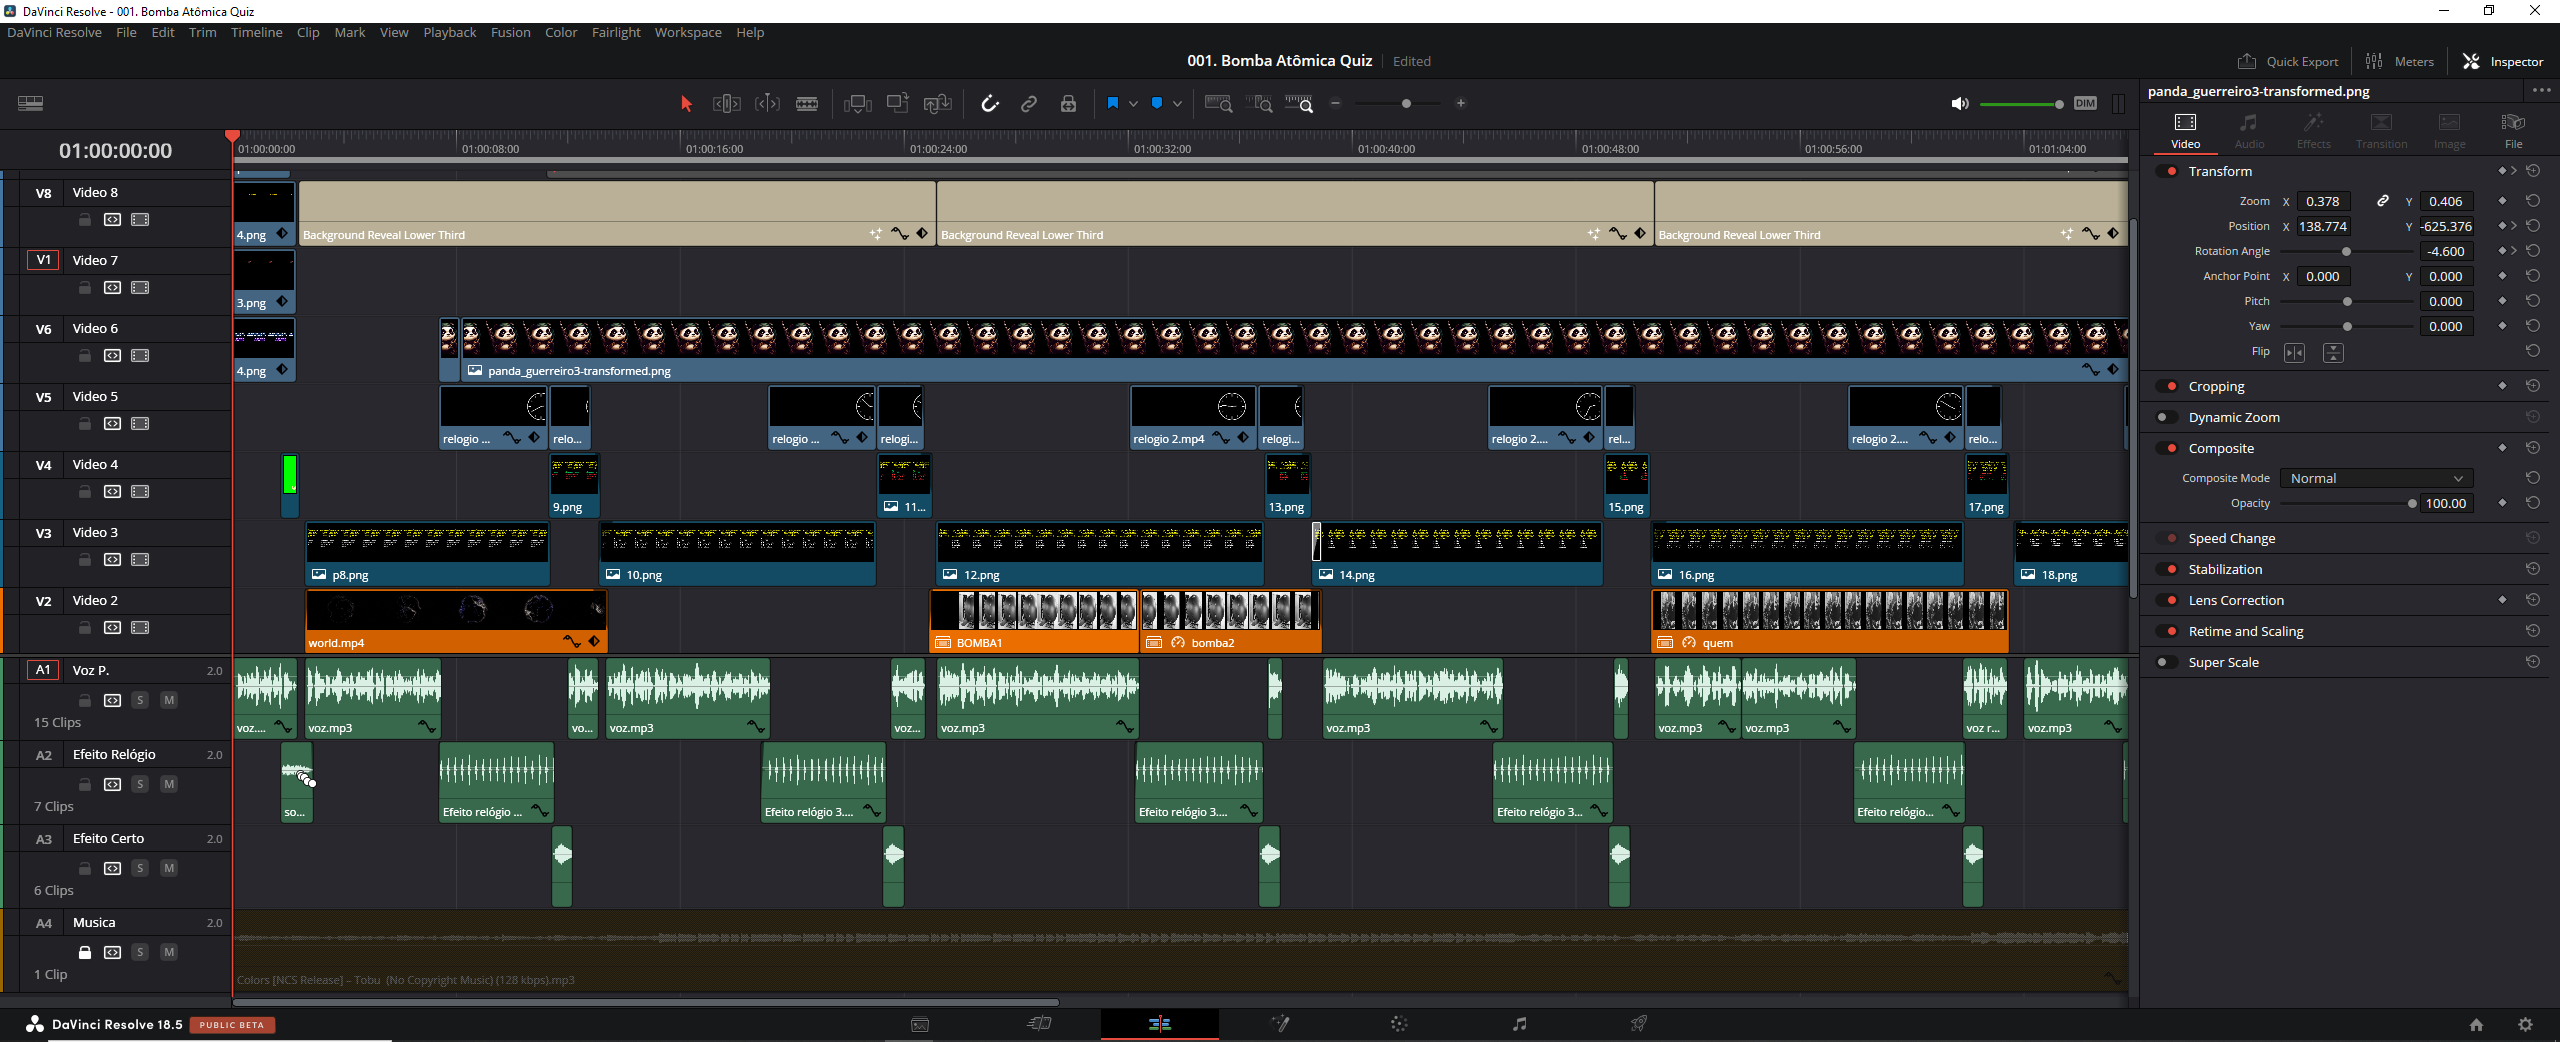 DaVinci Resolve - 001. Bomba Atômica Quiz
DaVinci Resolve File Edit Trim Timeline Clip Mark View Playback Fusion Color Fairlight Workspace Help
001. Bomba Atômica Quiz Edited
Quick Export Meters Inspector
DIM
panda_guerreiro3-transformed.png
01:00:00:00
01:00:00:00 01:00:08:00 01:00:16:00 01:00:24:00 01:00:32:00 01:00:40:00 01:00:48:00 01:00:56:00 01:01:04:00
Video Audio Effects Transition Image File
V8 Video 8
4.png Background Reveal Lower Third Background Reveal Lower Third Background Reveal Lower Third
V1 Video 7
3.png
V6 Video 6
4.png panda_guerreiro3-transformed.png
V5 Video 5
relogio ... relo... relogio ... relogi... relogio 2.mp4 relogi... relogio 2.... rel... relogio 2.... relo...
V4 Video 4
9.png 11... 13.png 15.png 17.png
V3 Video 3
p8.png 10.png 12.png 14.png 16.png 18.png
V2 Video 2
world.mp4 BOMBA1 bomba2 quem
A1 Voz P. 2.0
S M
15 Clips
voz.... voz.mp3 vo... voz.mp3 voz... voz.mp3 voz.mp3 voz.mp3 voz.mp3 voz r... voz.mp3
A2 Efeito Relógio 2.0
S M
7 Clips
so... Efeito relógio ... Efeito relógio 3.... Efeito relógio 3.... Efeito relógio 3... Efeito relógio...
A3 Efeito Certo 2.0
S M
6 Clips
A4 Musica 2.0
S M
1 Clip
Colors [NCS Release] – Tobu (No Copyright Music) (128 kbps).mp3
Transform
Zoom X 0.378 Y 0.406
Position X 138.774 Y -625.376
Rotation Angle -4.600
Anchor Point X 0.000 Y 0.000
Pitch 0.000
Yaw 0.000
Flip
Cropping
Dynamic Zoom
Composite
Composite Mode Normal
Opacity 100.00
Speed Change
Stabilization
Lens Correction
Retime and Scaling
Super Scale
DaVinci Resolve 18.5 PUBLIC BETA